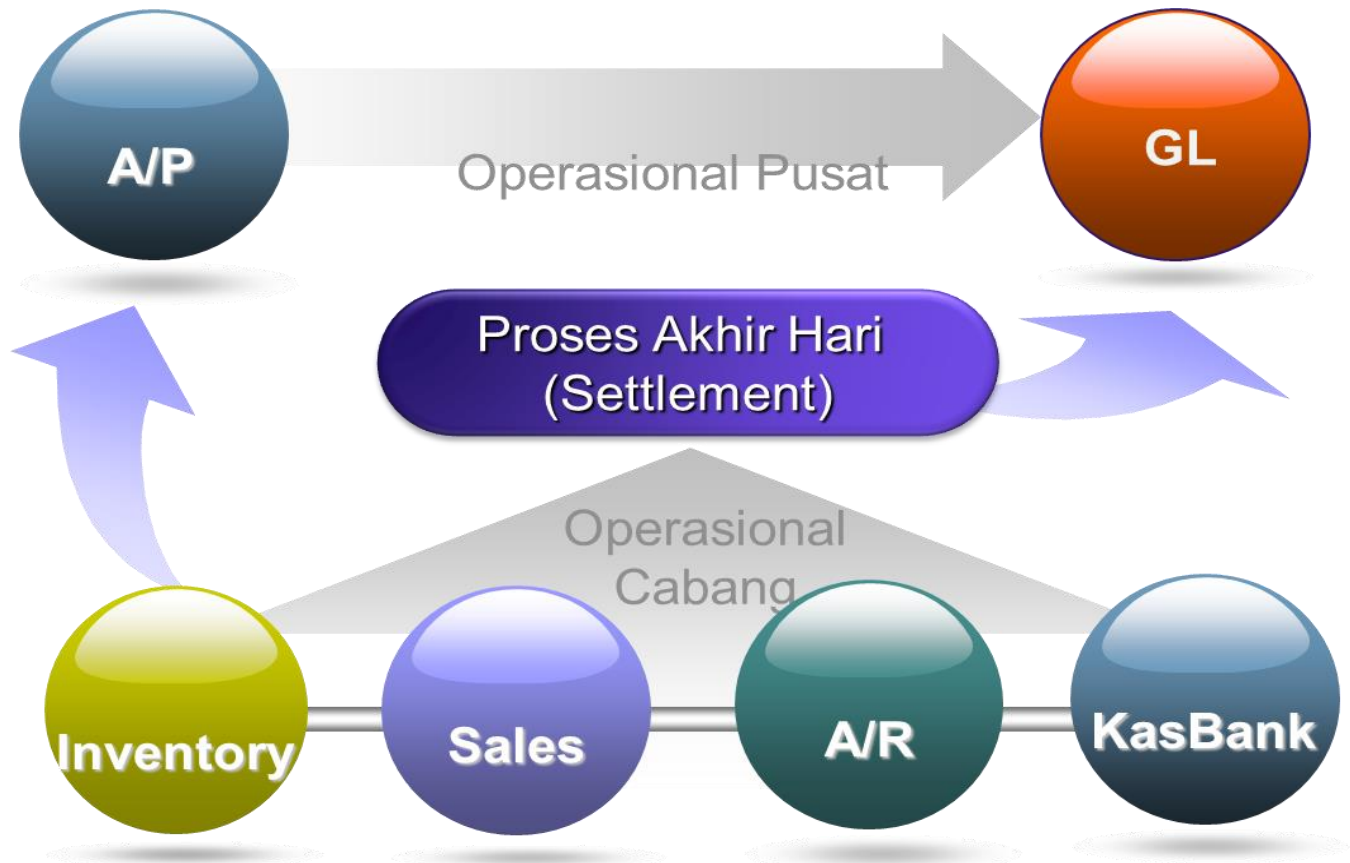 A/P
GL
Operasional Pusat
Proses Akhir Hari
(Settlement)
Operasional
Cabang
Inventory
Sales
A/R
KasBank